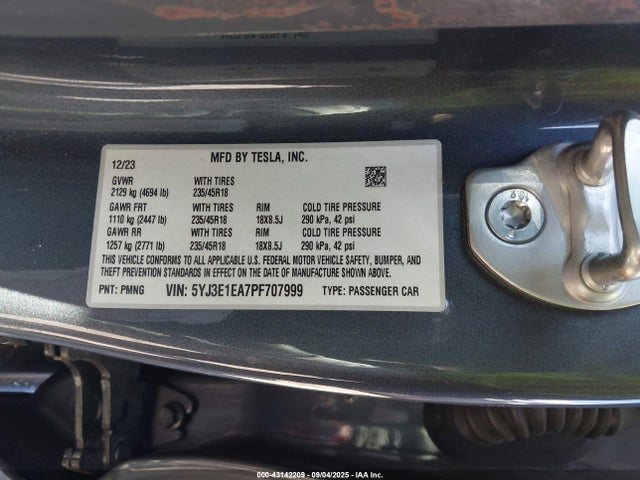 MFD BY TESLA, INC.
12/23
GVWR WITH TIRES
2129 kg (4694 lb) 235/45R18
GAWR FRT WITH TIRES RIM COLD TIRE PRESSURE
1110 kg (2447 lb) 235/45R18 18X8.5J 290 kPa, 42 psi
GAWR RR WITH TIRES RIM COLD TIRE PRESSURE
1257 kg (2771 lb) 235/45R18 18X8.5J 290 kPa, 42 psi
THIS VEHICLE CONFORMS TO ALL APPLICABLE U.S. FEDERAL MOTOR VEHICLE SAFETY, BUMPER, AND
THEFT PREVENTION STANDARDS IN EFFECT ON THE DATE OF MANUFACTURE SHOWN ABOVE.
PNT: PMNG VIN: 5YJ3E1EA7PF707999 TYPE: PASSENGER CAR
000-43142209 - 09/04/2025 - IAA Inc.